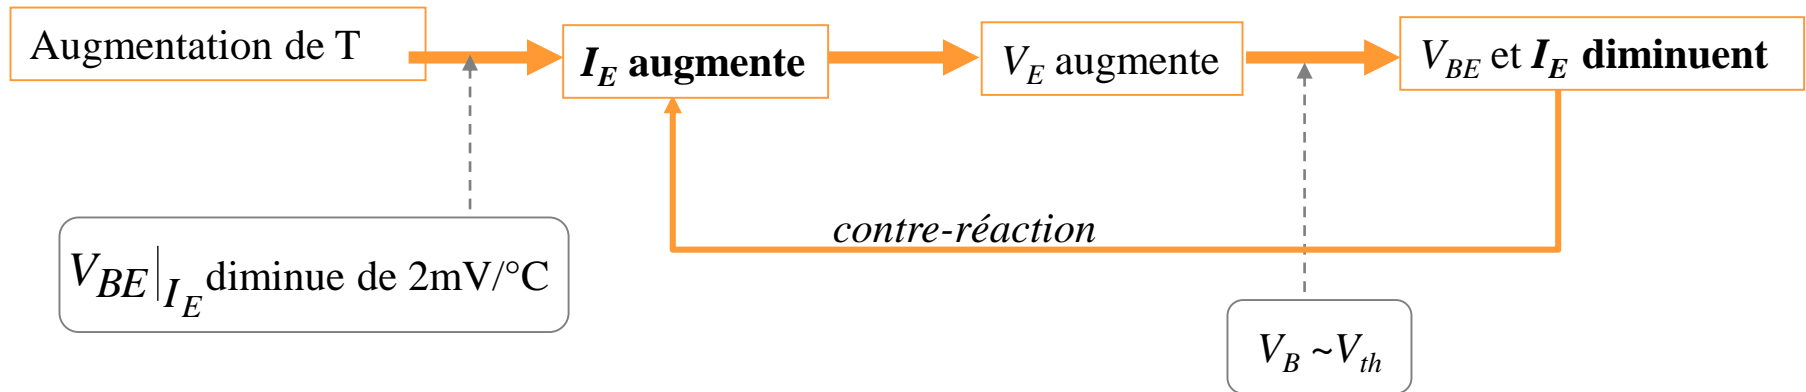 Augmentation de T
I_E augmente
V_E augmente
V_BE et I_E diminuent
contre-réaction
V_BE|_I_E diminue de 2mV/°C
V_B ~V_th